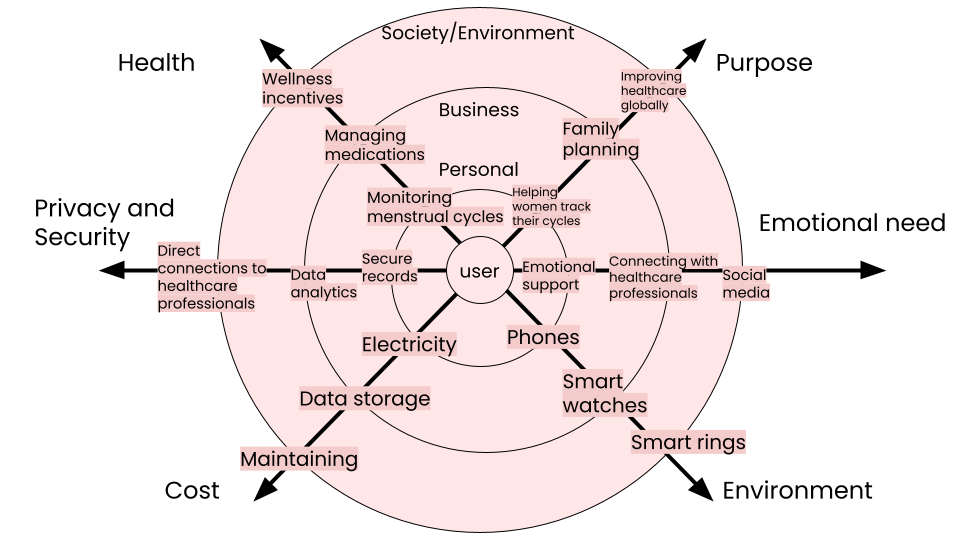 Society/Environment
Health
Purpose
Wellness
incentives
Improving
healthcare
globally
Business
Managing
medications
Family
planning
Personal
Monitoring
menstrual cycles
Helping
women track
their cycles
Privacy and
Security
Emotional need
Direct
connections to
healthcare
professionals
Data
analytics
Secure
records
user
Emotional
support
Connecting with
healthcare
professionals
Social
media
Electricity
Phones
Data storage
Smart
watches
Maintaining
Smart rings
Cost
Environment